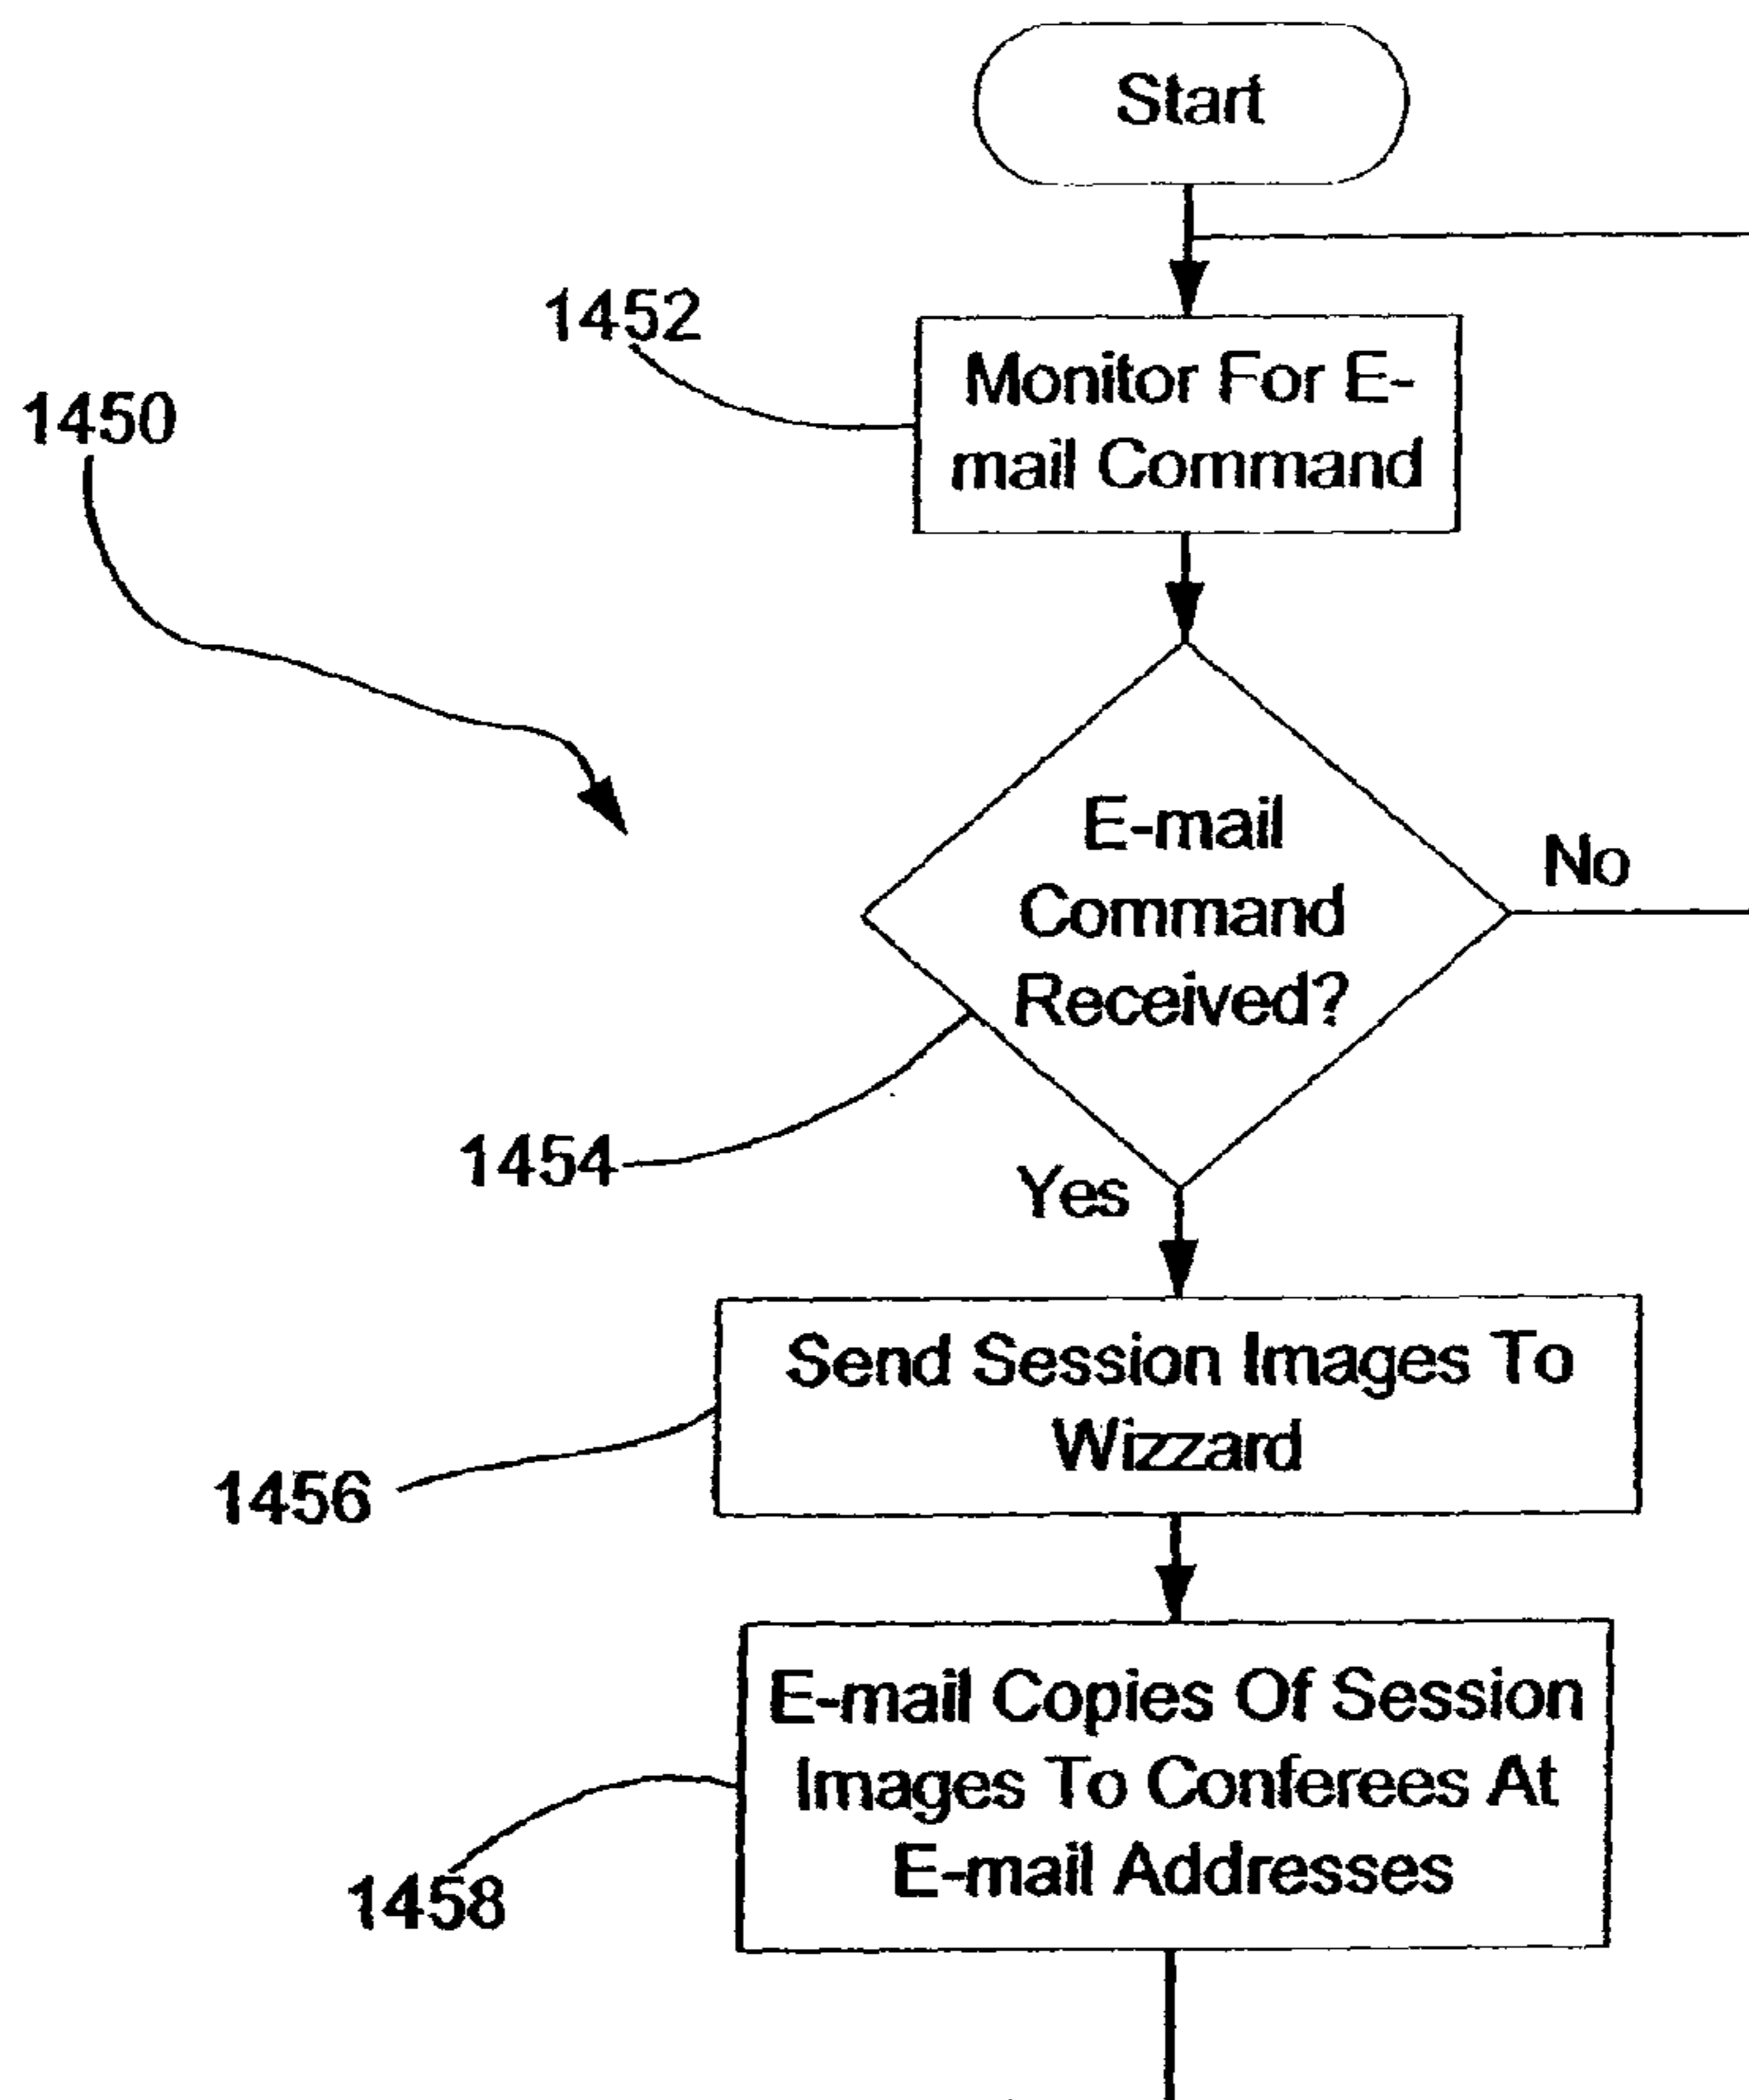 Start
1452
Monitor For E-
mail Command
1450
E-mail
Command
Received?
No
1454
Yes
Send Session Images To
Wizzard
1456
E-mail Copies Of Session
Images To Conferees At
E-mail Addresses
1458